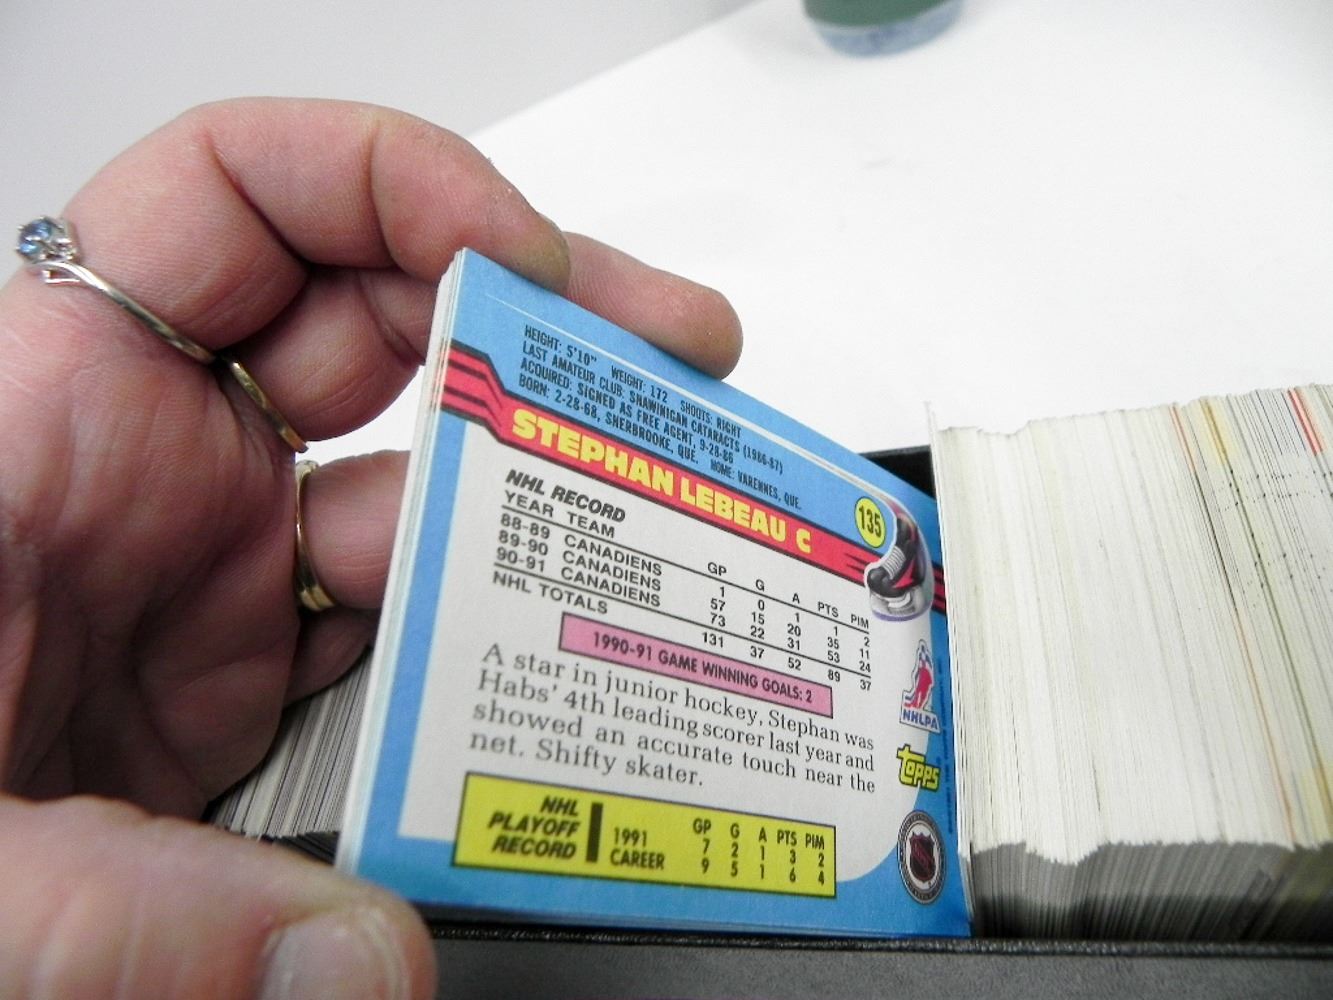 HEIGHT: 5'10" WEIGHT: 172 SHOOTS: RIGHT
LAST AMATEUR CLUB: SHAWINIGAN CATARACTS (1986-87)
ACQUIRED: SIGNED AS FREE AGENT, 9-28-86
BORN: 2-28-68, SHERBROOKE, QUE. HOME: VARENNES, QUE.
STEPHAN LEBEAU C
135
NHL RECORD
YEAR TEAM GP G A PTS PIM
88-89 CANADIENS 1 0 1 1 2
89-90 CANADIENS 57 15 20 35 11
90-91 CANADIENS 73 22 31 53 24
NHL TOTALS 131 37 52 89 37
1990-91 GAME WINNING GOALS: 2
A star in junior hockey, Stephan was
Habs' 4th leading scorer last year and
showed an accurate touch near the
net. Shifty skater.
NHLPA
topps
NHL
PLAYOFF
RECORD
GP G A PTS PIM
1991 7 2 1 3 2
CAREER 9 5 1 6 4